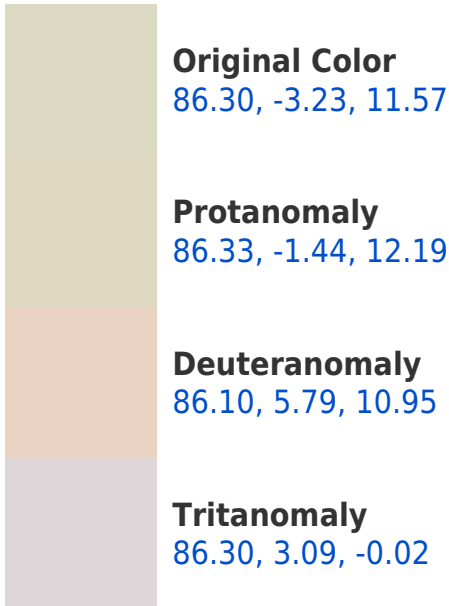 Original Color
86.30, -3.23, 11.57
Protanomaly
86.33, -1.44, 12.19
Deuteranomaly
86.10, 5.79, 10.95
Tritanomaly
86.30, 3.09, -0.02